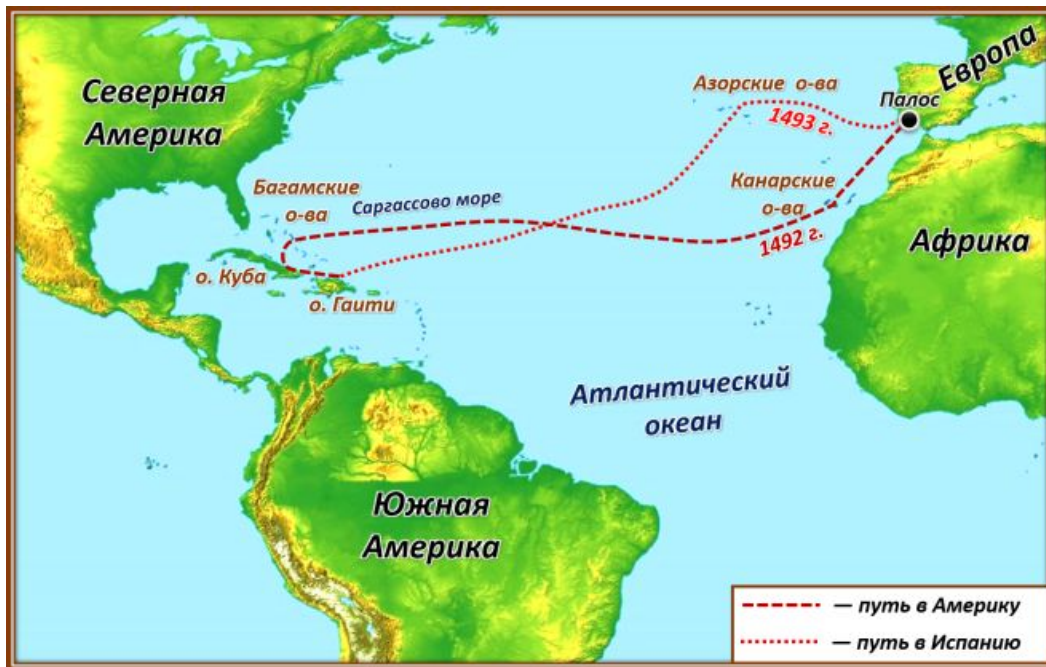 Северная
Америка
Европа
Азорские о-ва
Палос
1493 г.
Багамские
о-ва
Саргассово море
Канарские
о-ва
1492 г.
Африка
о. Куба
о. Гаити
Атлантический
океан
Южная
Америка
— путь в Америку
— путь в Испанию